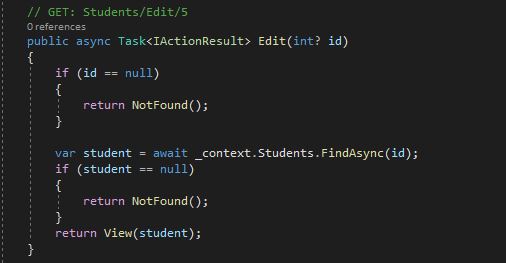 // GET: Students/Edit/5
0 references
public async Task<IActionResult> Edit(int? id)
{
    if (id == null)
    {
        return NotFound();
    }

    var student = await _context.Students.FindAsync(id);
    if (student == null)
    {
        return NotFound();
    }
    return View(student);
}